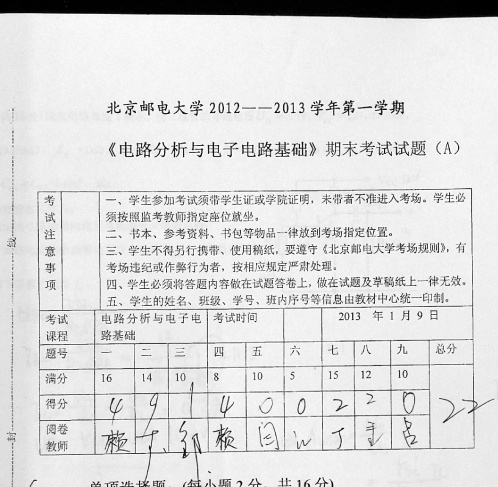 北京邮电大学 2012——2013 学年第一学期
《电路分析与电子电路基础》期末考试试题（A）
考试注意事项
一、学生参加考试须带学生证或学院证明，未带者不准进入考场。学生必
须按照监考教师指定座位就坐。
二、书本、参考资料、书包等物品一律放到考场指定位置。
三、学生不得另行携带、使用稿纸，要遵守《北京邮电大学考场规则》，有
考场违纪或作弊行为者，按相应规定严肃处理。
四、学生必须将答题内容做在试题答卷上，做在试题及草稿纸上一律无效。
五、学生的姓名、班级、学号、班内序号等信息由教材中心统一印制。
考试 电路分析与电子电 考试时间 2013 年 1 月 9 日
课程 路基础
题号 一 二 三 四 五 六 七 八 九 总分
满分 16 14 10 8 10 5 15 12 10
得分 4 9 1 4 0 0 2 2 0 22
阅卷 赖 郭 赖 闫 丁 吕
教师
单项选择题 (每小题 2 分，共 16 分)
封